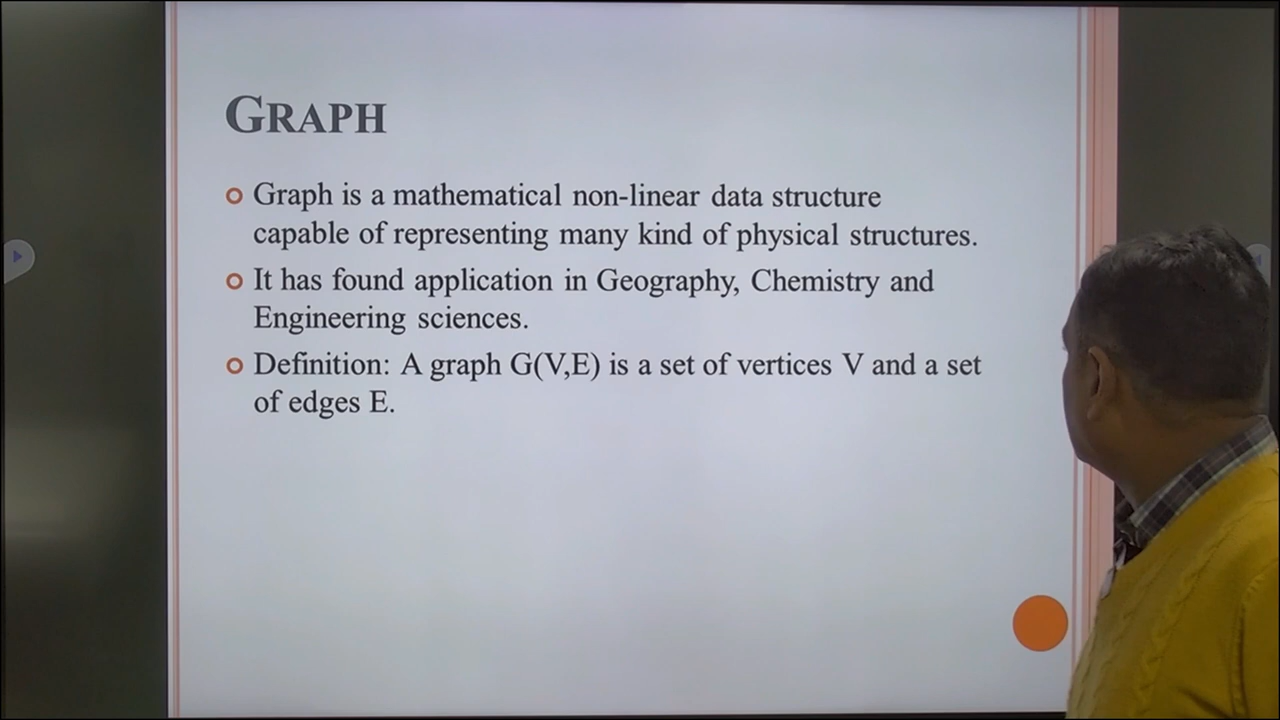 GRAPH
Graph is a mathematical non-linear data structure
capable of representing many kind of physical structures.
It has found application in Geography, Chemistry and
Engineering sciences.
Definition: A graph G(V,E) is a set of vertices V and a set
of edges E.